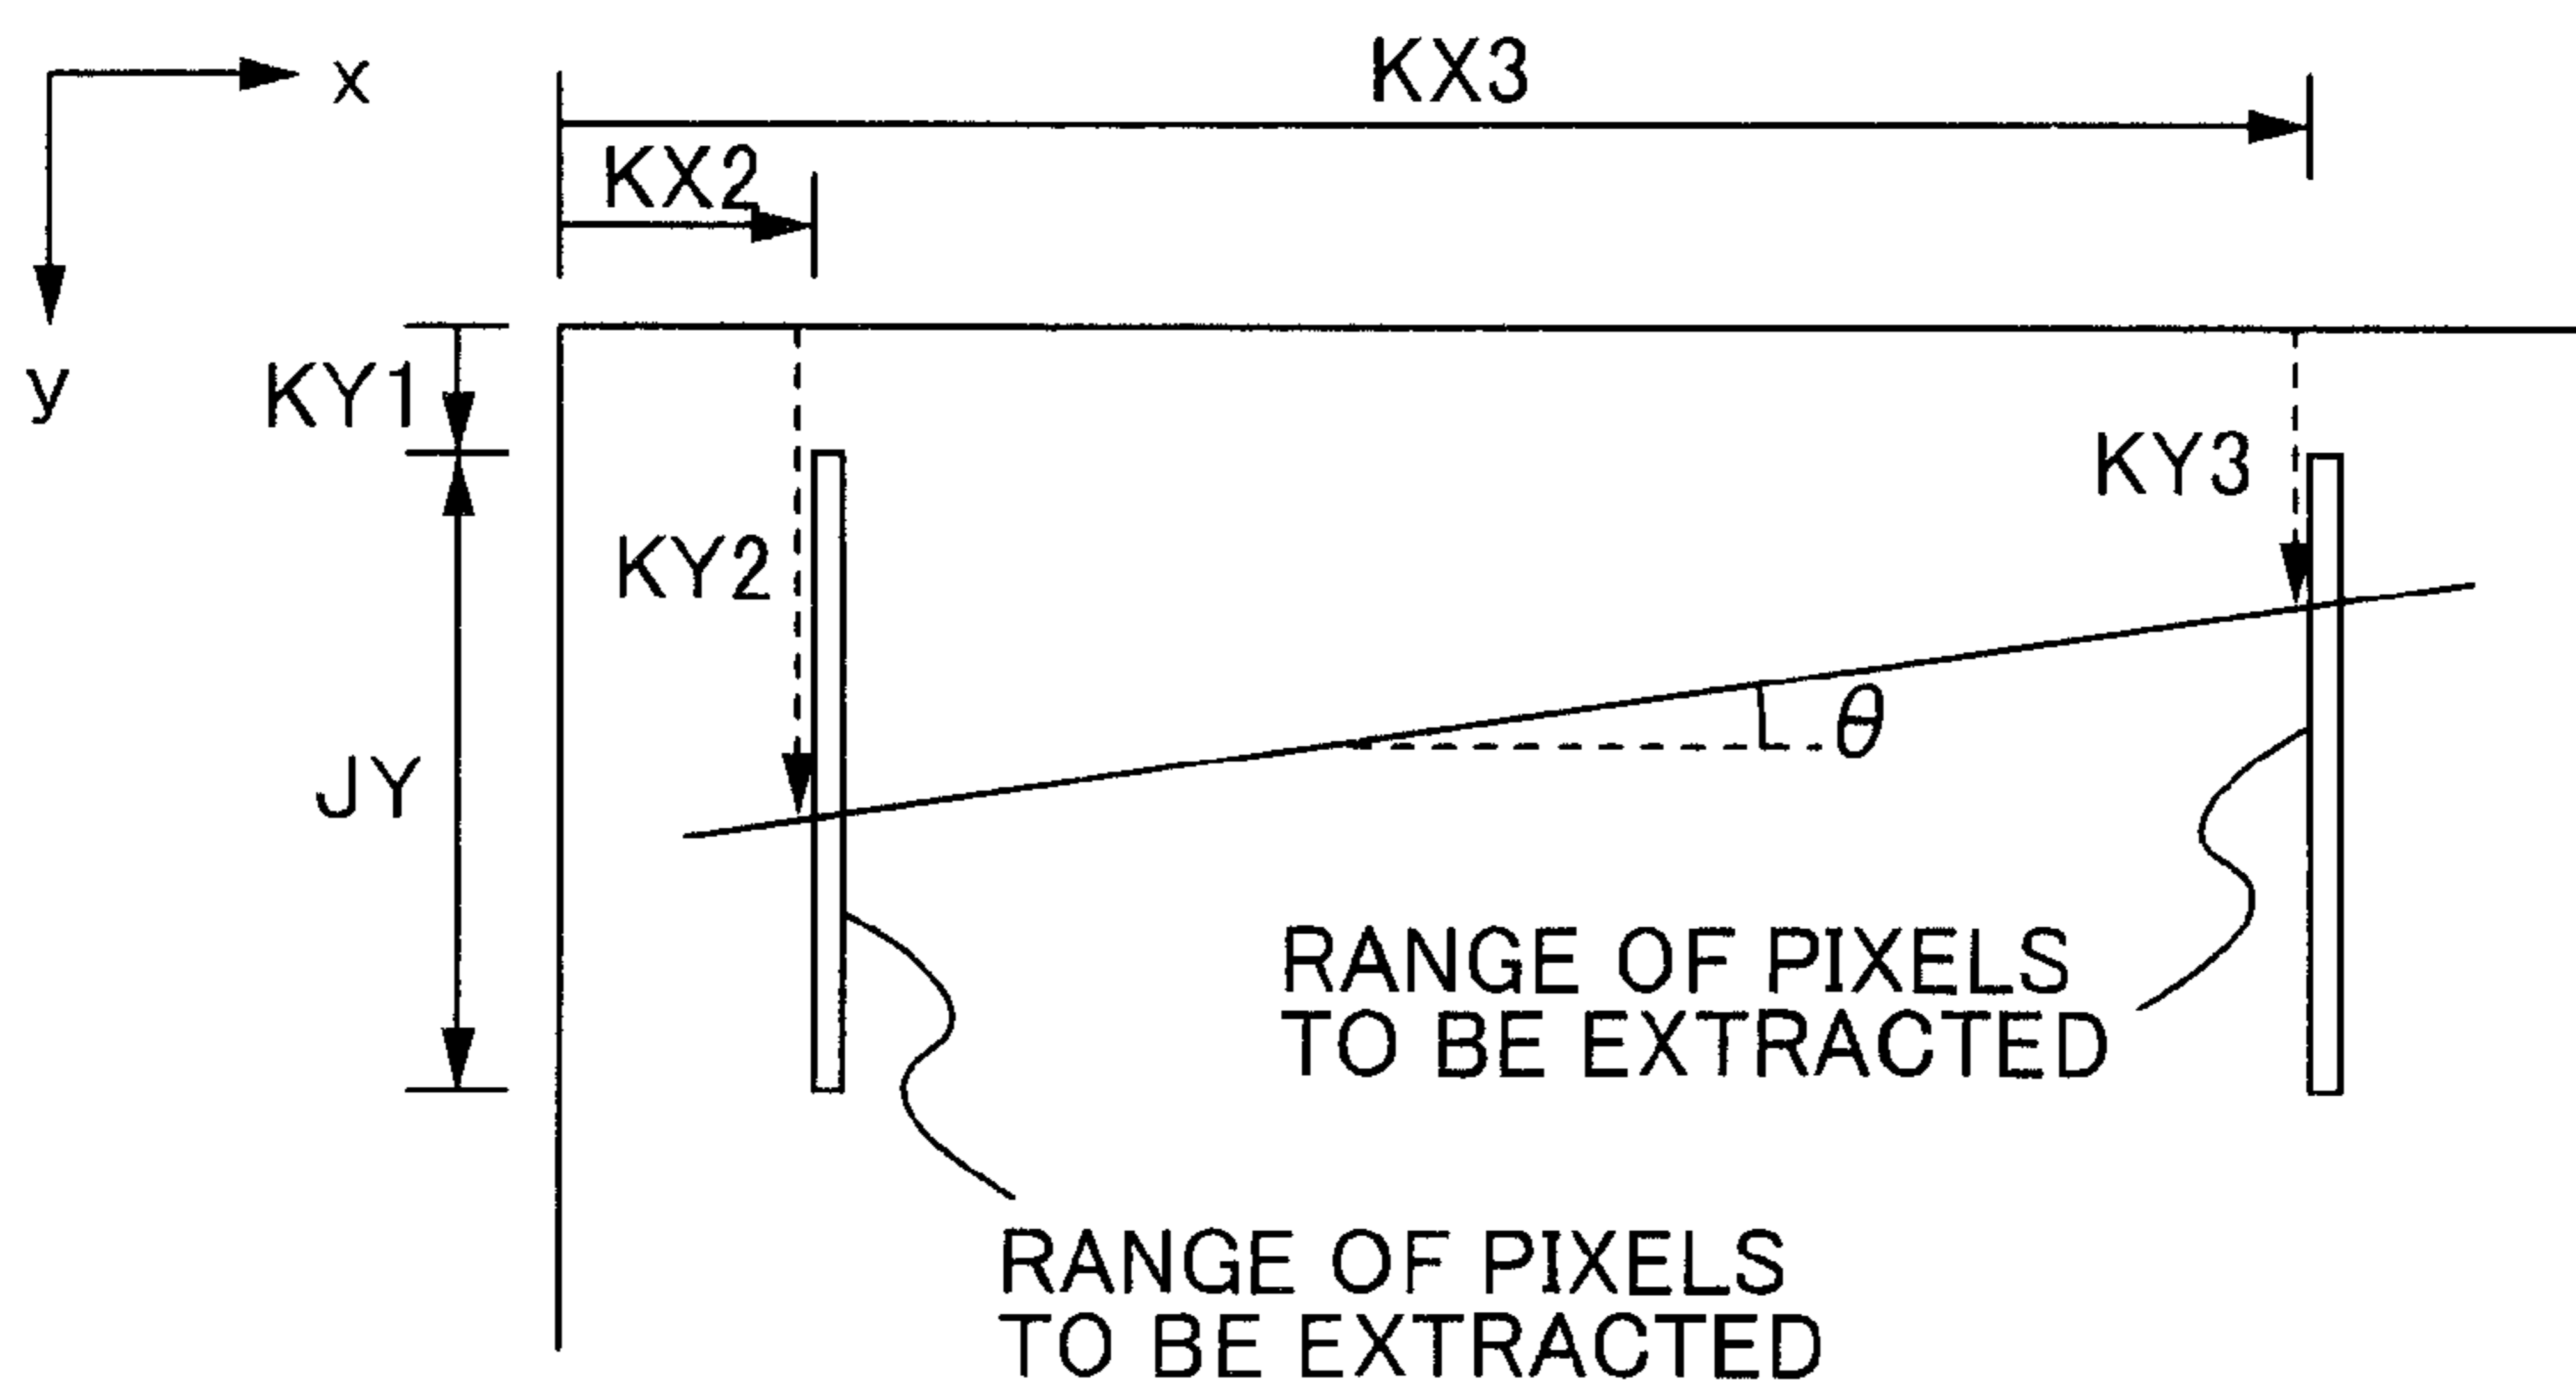 x
KX3
KX2
y
KY1
KY3
KY2
θ
JY
RANGE OF PIXELS
TO BE EXTRACTED
RANGE OF PIXELS
TO BE EXTRACTED